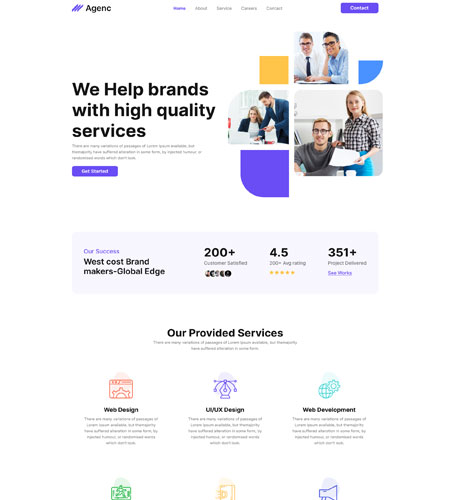 Agenc
Home About Service Careers Contact
Contact
We Help brands
with high quality
services
There are many variations of passages of Lorem Ipsum available, but
themajority have suffered alteration in some form, by injected humour, or
randomised words which don't look.
Get Started
Our Success
West cost Brand
makers-Global Edge
200+
Customer Satisfied
4.5
200+ Avg rating
351+
Project Delivered
See Works
Our Provided Services
There are many variations of passages of Lorem Ipsum available, but themajority
have suffered alteration in some form.
Web Design
There are many variations of passages of
Lorem Ipsum available, but themajority
have suffered alteration in some form, by
injected humour, or randomised words
which don't look.
UI/UX Design
There are many variations of passages of
Lorem Ipsum available, but themajority
have suffered alteration in some form, by
injected humour, or randomised words
which don't look.
Web Development
There are many variations of passages of
Lorem Ipsum available, but themajority
have suffered alteration in some form, by
injected humour, or randomised words
which don't look.